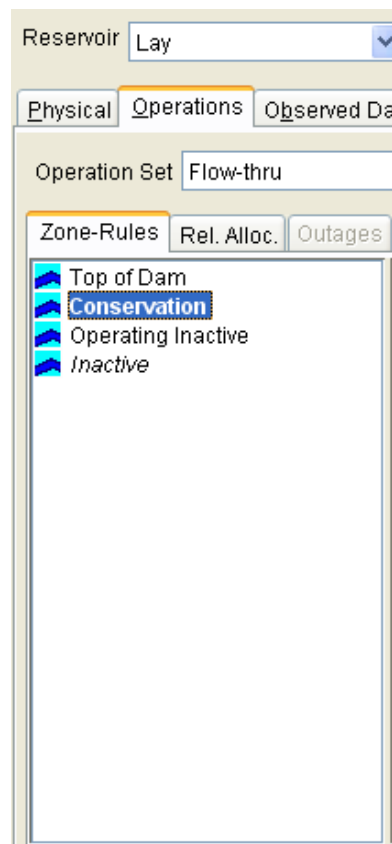 Reservoir Lay
Physical Operations Observed Da
Operation Set Flow-thru
Zone-Rules Rel. Alloc. Outages
Top of Dam
Conservation
Operating Inactive
Inactive